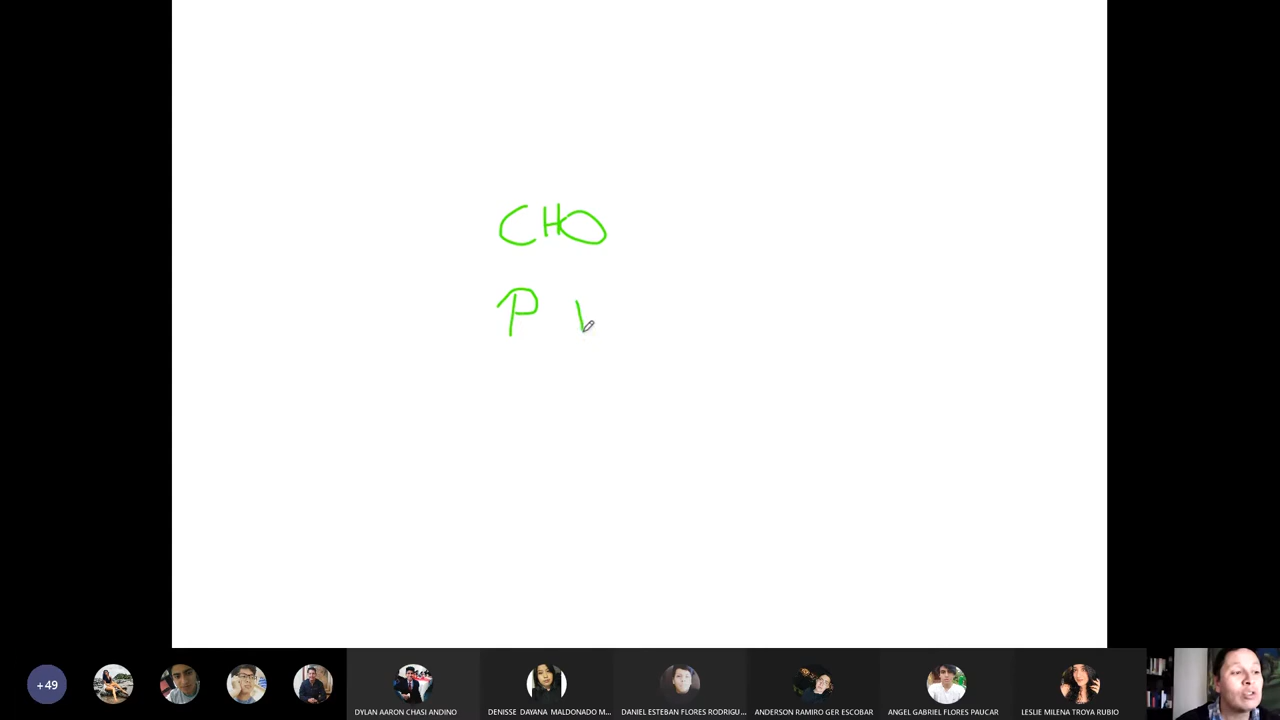 CHO
P
+49
DYLAN AARON CHASI ANDINO
DENISSE DAYANA MALDONADO M...
DANIEL ESTEBAN FLORES RODRIGU...
ANDERSON RAMIRO GER ESCOBAR
ANGEL GABRIEL FLORES PAUCAR
LESLIE MILENA TROYA RUBIO